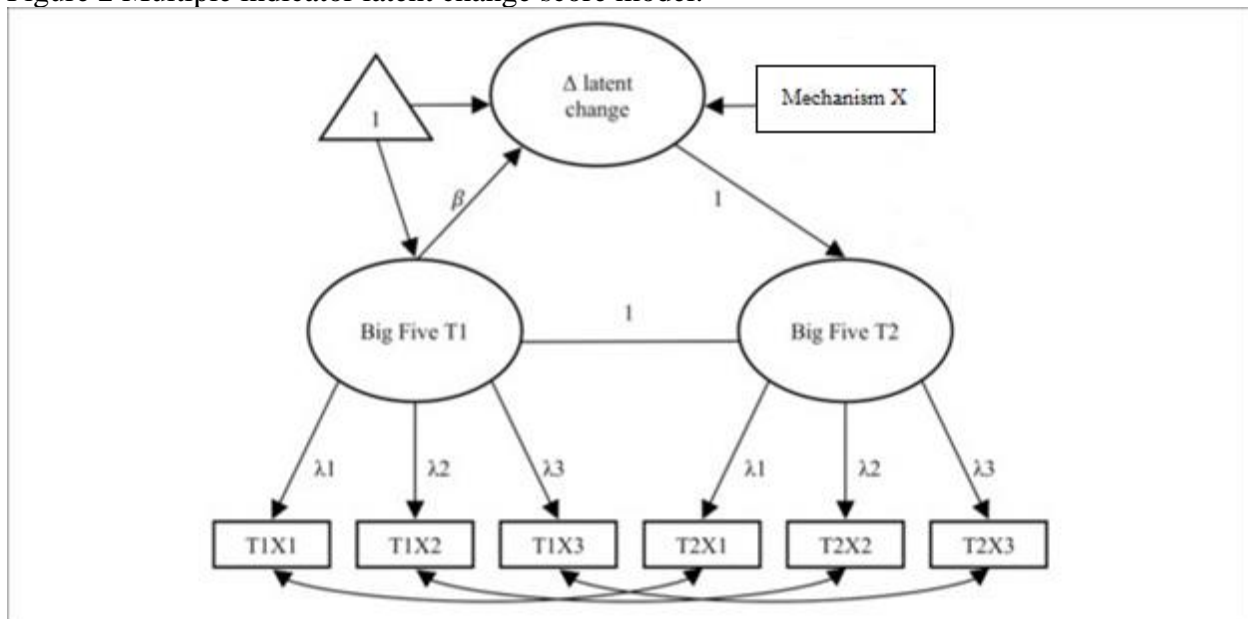 Figure 2 Multiple indicator latent change score model.
Δ latent
change
Mechanism X
1
β
1
Big Five T1
1
Big Five T2
λ1
λ2
λ3
λ1
λ2
λ3
T1X1
T1X2
T1X3
T2X1
T2X2
T2X3